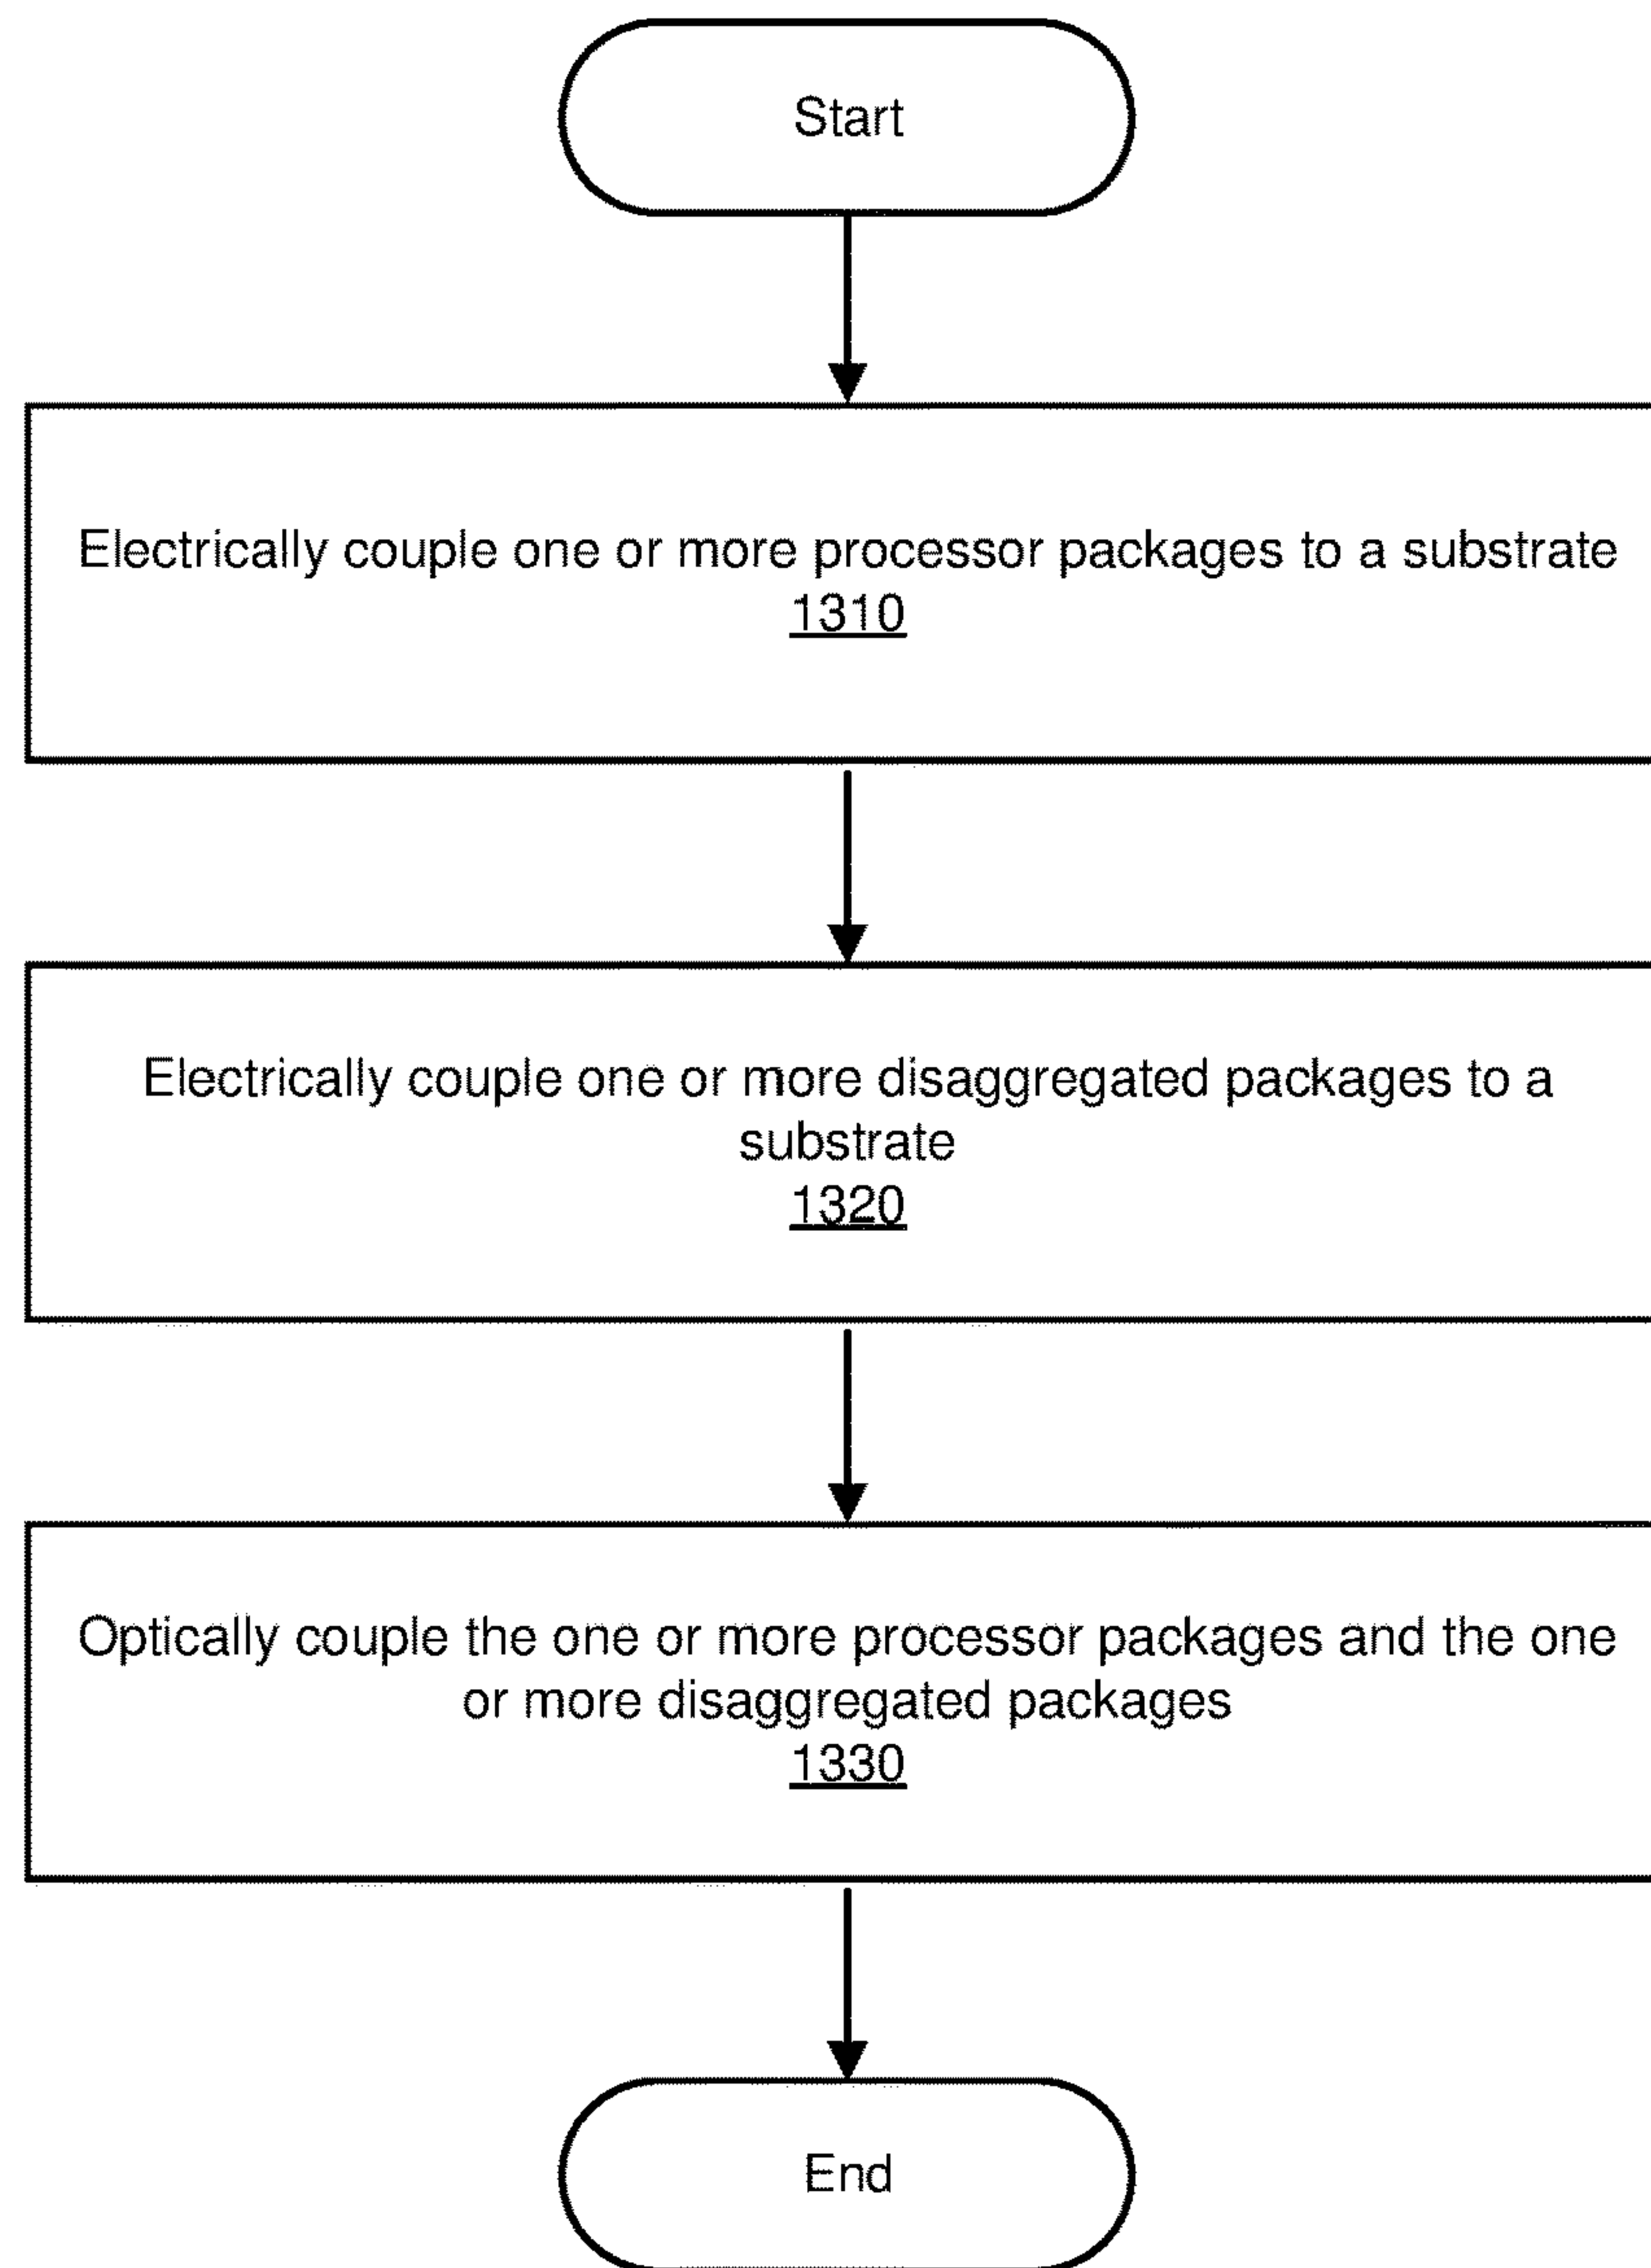 Start
Electrically couple one or more processor packages to a substrate
1310
Electrically couple one or more disaggregated packages to a
substrate
1320
Optically couple the one or more processor packages and the one
or more disaggregated packages
1330
End